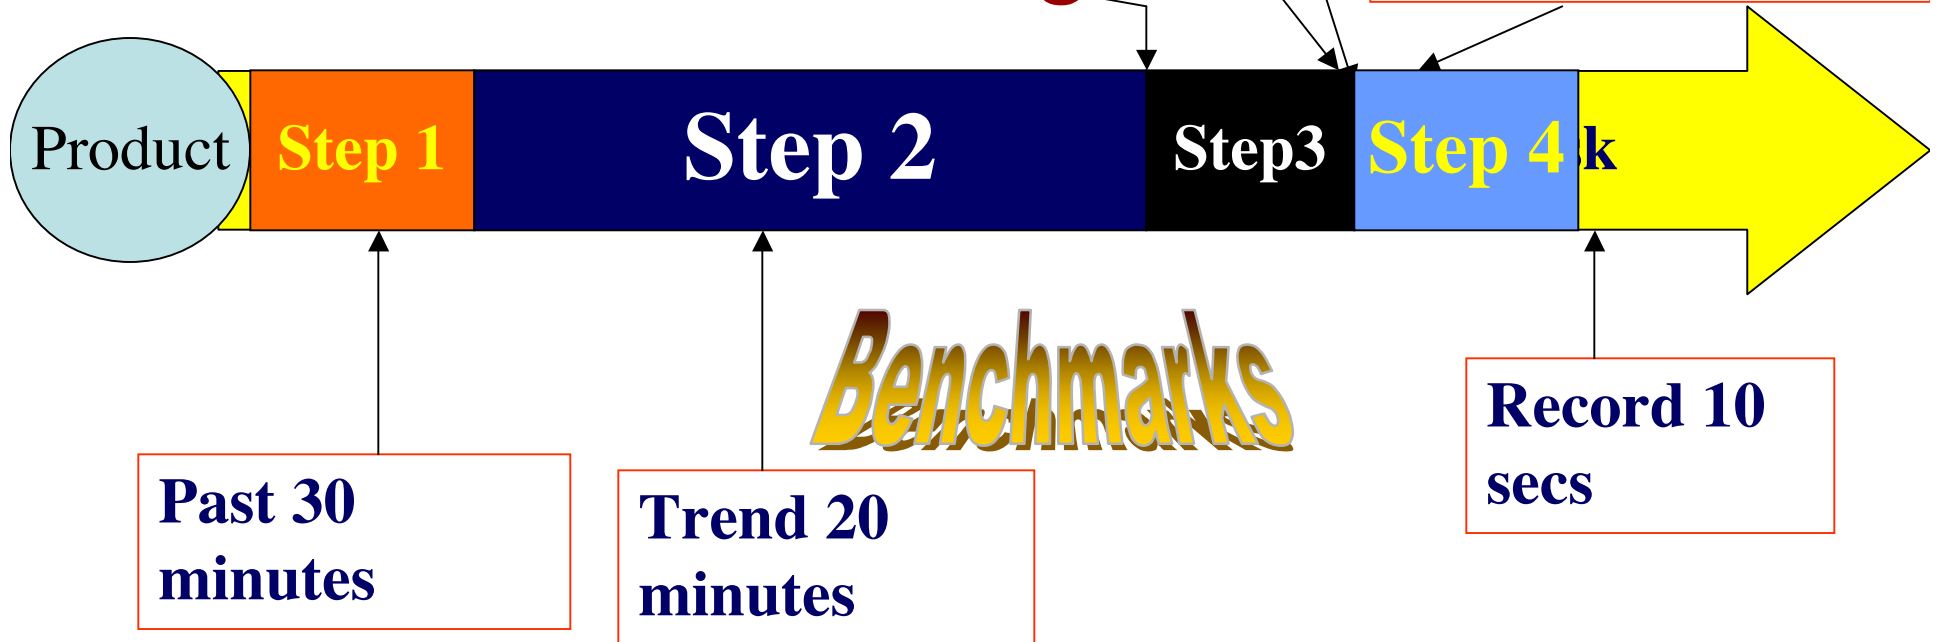 Product
Step 1
Step 2
Step3
Step 4
k
Benchmarks
Record 10
secs
Past 30
minutes
Trend 20
minutes